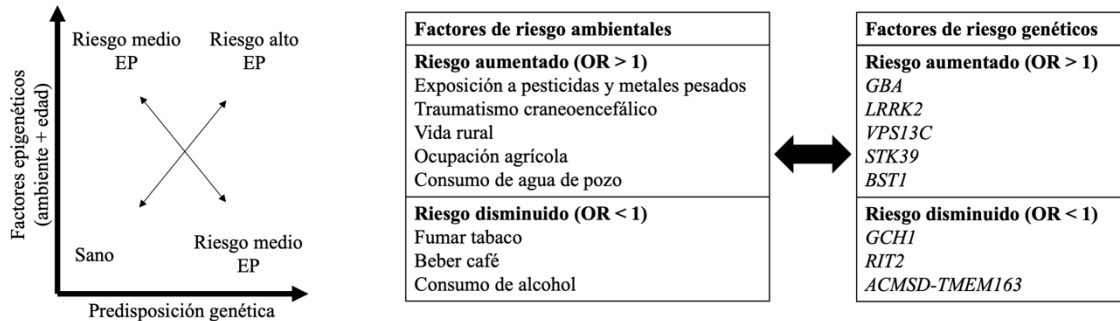 Riesgo medio
EP
Riesgo alto
EP
Factores epigenéticos
(ambiente + edad)
Sano
Riesgo medio
EP
Predisposición genética
Factores de riesgo ambientales
Riesgo aumentado (OR > 1)
Exposición a pesticidas y metales pesados
Traumatismo craneoencefálico
Vida rural
Ocupación agrícola
Consumo de agua de pozo
Riesgo disminuido (OR < 1)
Fumar tabaco
Beber café
Consumo de alcohol
Factores de riesgo genéticos
Riesgo aumentado (OR > 1)
GBA
LRRK2
VPS13C
STK39
BST1
Riesgo disminuido (OR < 1)
GCH1
RIT2
ACMSD-TMEM163